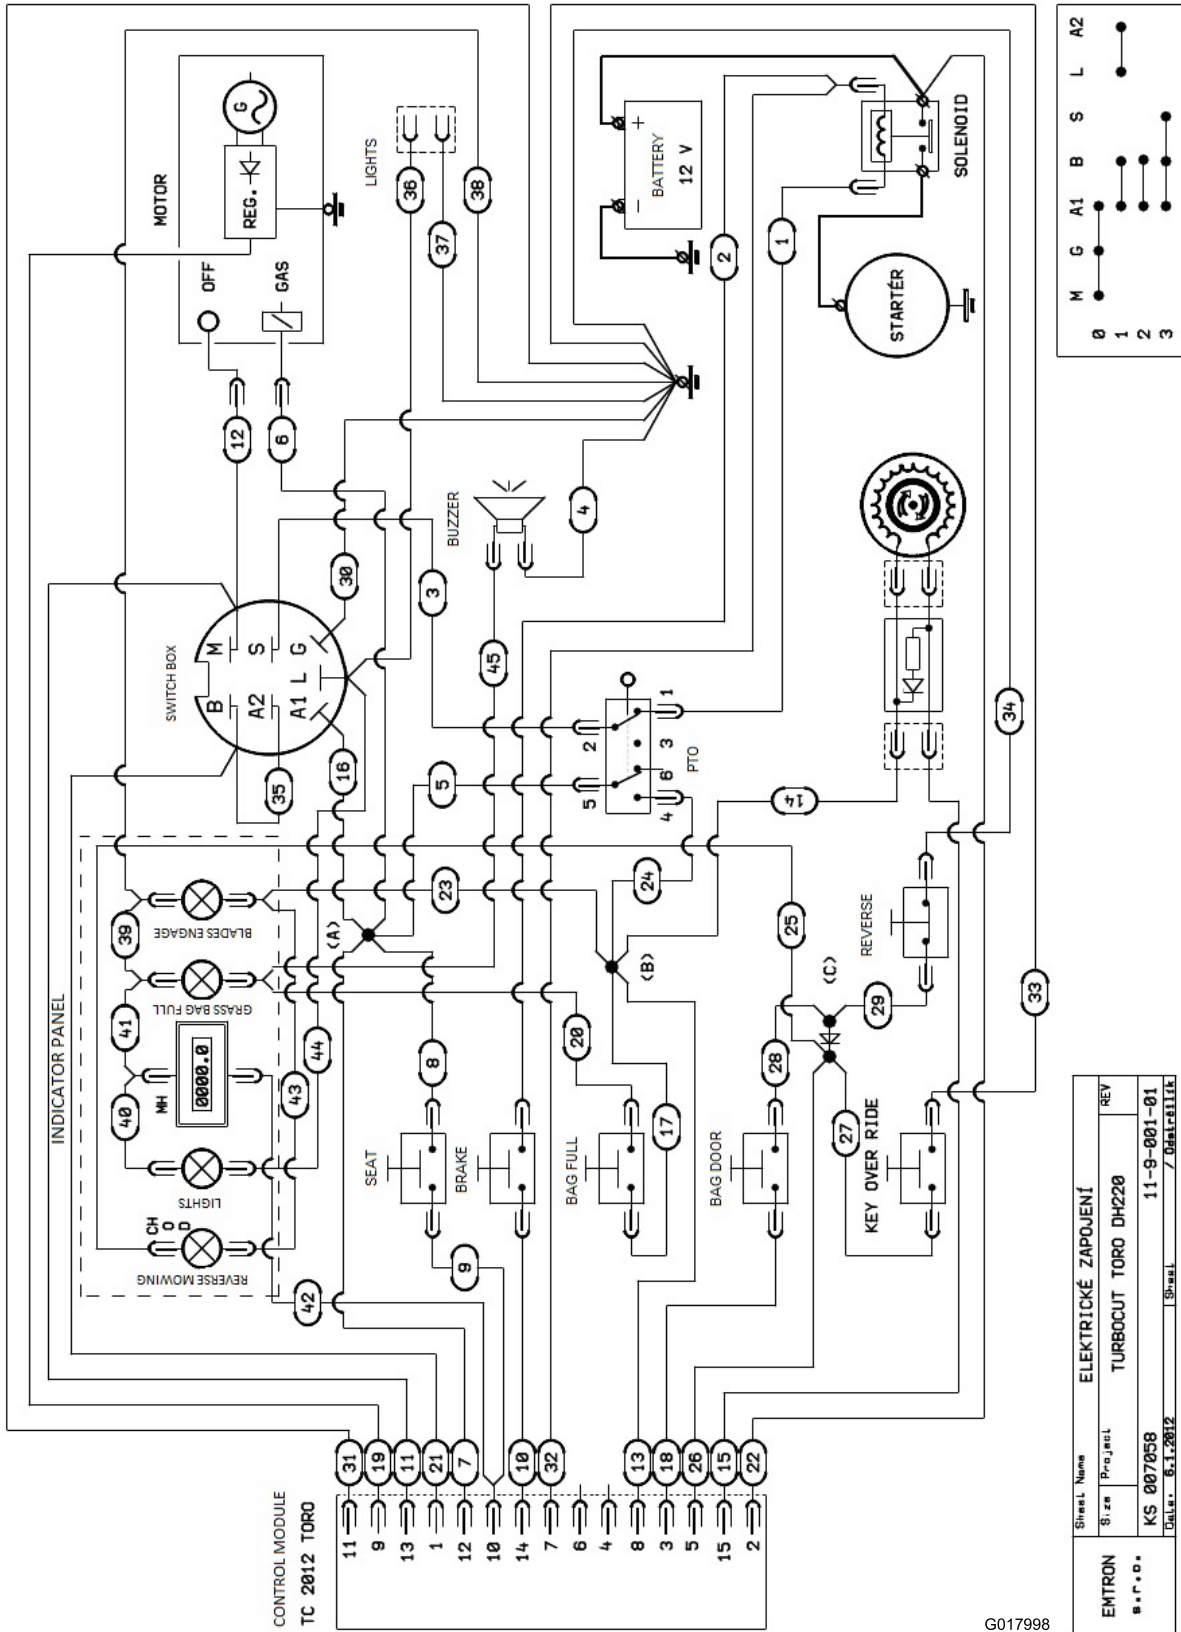 MOTOR
G
REG.
OFF
GAS
LIGHTS
36
37
38
12
6
BATTERY
12 V
+
-
SOLENOID
STARTÉR
2
1
A2
L
S
B
A1
G
M
0
1
2
3
BUZZER
4
3
30
45
SWITCH BOX
B
M
A2
S
A1
L
G
35
16
5
PTO
2
1
3
5
6
4
14
34
33
INDICATOR PANEL
39
BLADES ENGAGE
41
GRASS BAG FULL
MH
0000.0
40
LIGHTS
CHOD
REVERSE MOWING
43
44
42
23
(A)
24
(B)
25
(C)
REVERSE
29
28
27
20
8
17
9
SEAT
BRAKE
BAG FULL
BAG DOOR
KEY OVER RIDE
31
19
11
21
7
10
32
13
18
26
15
22
CONTROL MODULE
TC 2012 TORO
11
9
13
1
12
10
14
7
6
4
8
3
5
15
2
EMTRON
s.r.o.
Sheet Name
ELEKTRICKÉ ZAPOJENÍ
Size
Project
TURBOCUT TORO DH220
REV
KS 007058
11-9-001-01
Date: 6.1.2012
Sheet
/ Odstrčilík
G017998